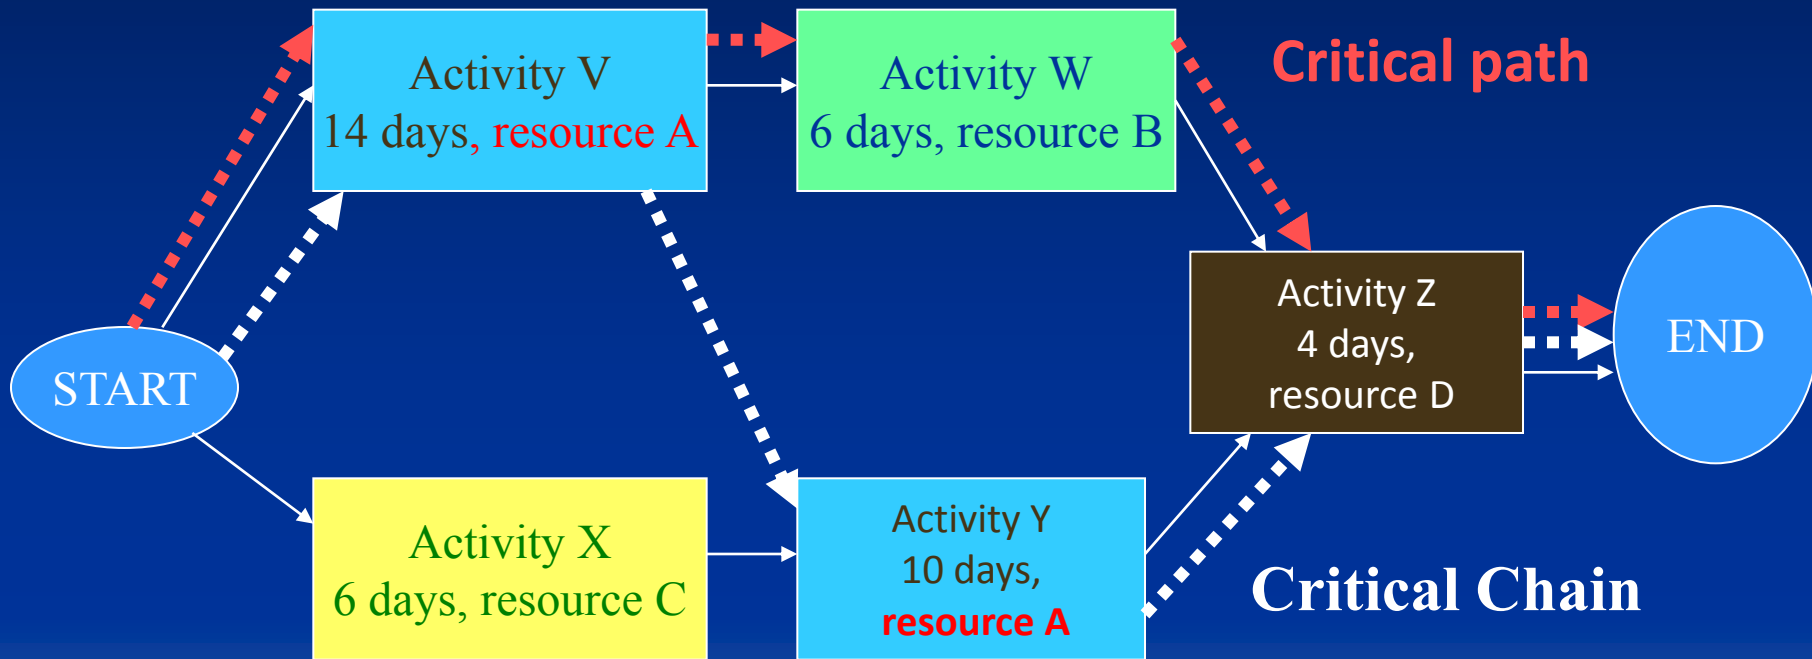 Activity V
14 days, resource A
Activity W
6 days, resource B
Critical path
START
Activity Z
4 days,
resource D
END
Activity X
6 days, resource C
Activity Y
10 days,
resource A
Critical Chain